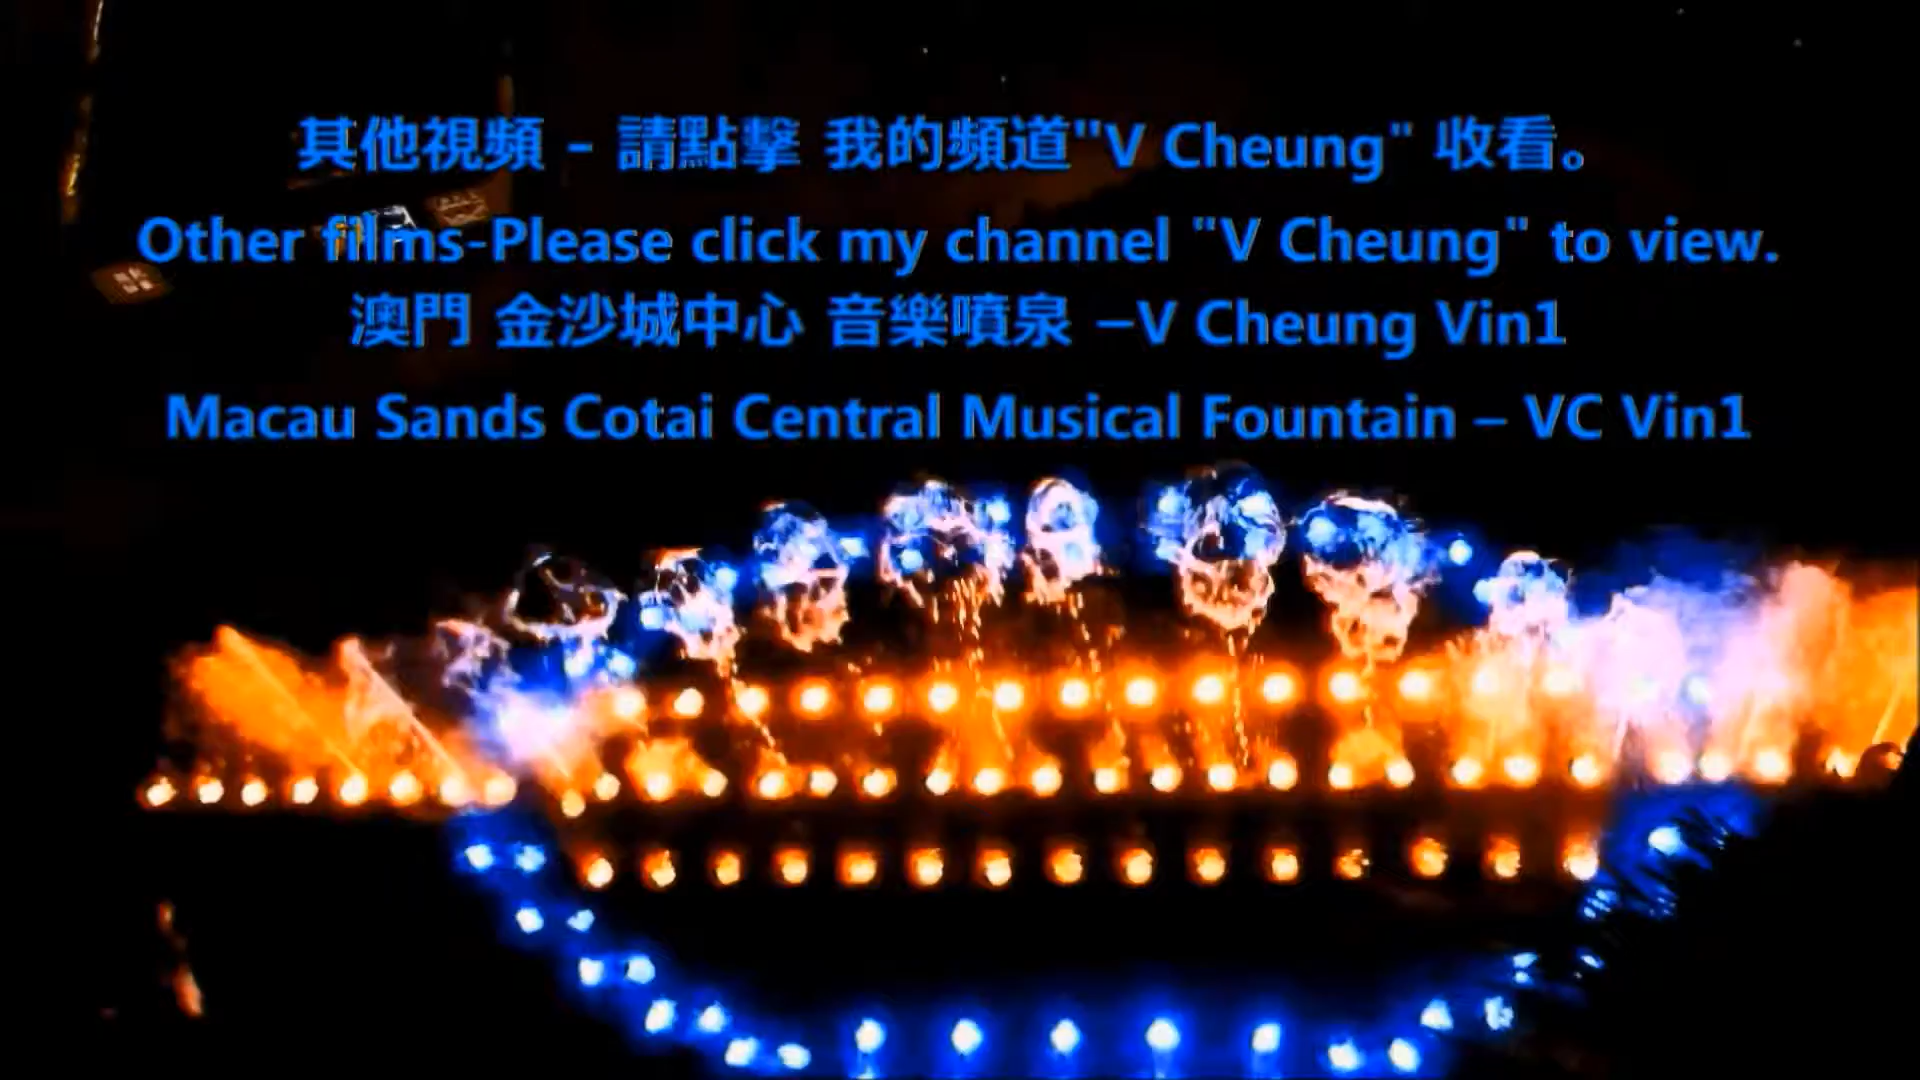 其他視頻 - 請點擊 我的頻道"V Cheung" 收看。
Other films-Please click my channel "V Cheung" to view.
澳門 金沙城中心 音樂噴泉 –V Cheung Vin1
Macau Sands Cotai Central Musical Fountain – VC Vin1